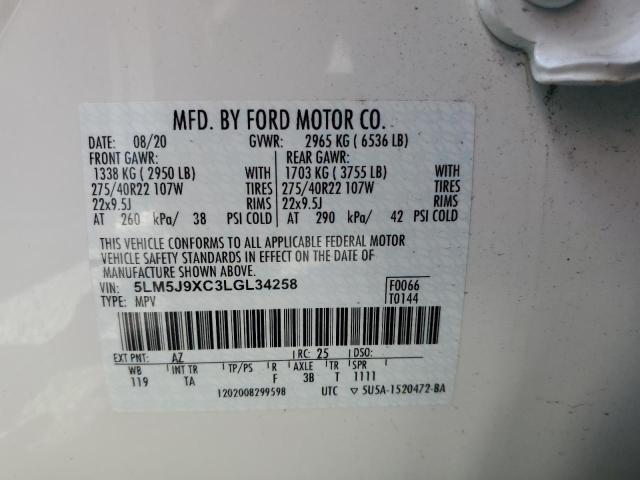 MFD. BY FORD MOTOR CO.
DATE: 08/20 GVWR: 2965 KG ( 6536 LB)
FRONT GAWR: REAR GAWR:
1338 KG ( 2950 LB) WITH 1703 KG ( 3755 LB) WITH
275/40R22 107W TIRES 275/40R22 107W TIRES
22x9.5J RIMS 22x9.5J RIMS
AT 260 kPa/ 38 PSI COLD AT 290 kPa/ 42 PSI COLD
THIS VEHICLE CONFORMS TO ALL APPLICABLE FEDERAL MOTOR
VEHICLE SAFETY STANDARDS IN EFFECT ON THE DATE OF
MANUFACTURE SHOWN ABOVE.
VIN: 5LM5J9XC3LGL34258 F0066
TYPE: MPV T0144
EXT PNT: AZ RC: 25 DSO:
WB INT TR TP/PS R AXLE TR SPR
119 TA F 3B T 1111
1202008299598 UTC ▽ 5U5A-1520472-BA